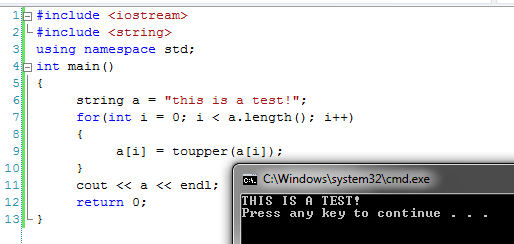 1 #include <iostream>
2 #include <string>
3 using namespace std;
4 int main()
5 {
6 string a = "this is a test!";
7 for(int i = 0; i < a.length(); i++)
8 {
9 a[i] = toupper(a[i]);
10 }
11 cout << a << endl;
12 return 0;
13 }
C:\Windows\system32\cmd.exe
THIS IS A TEST!
Press any key to continue . . .